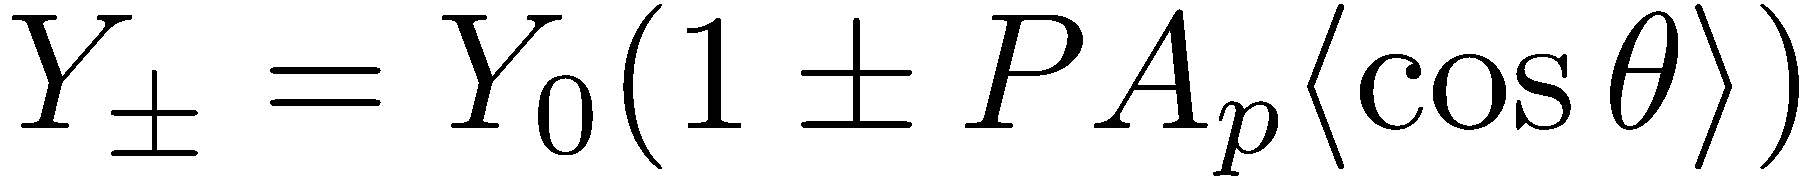 Y_± = Y_0(1 ± P A_p⟨cos θ⟩)